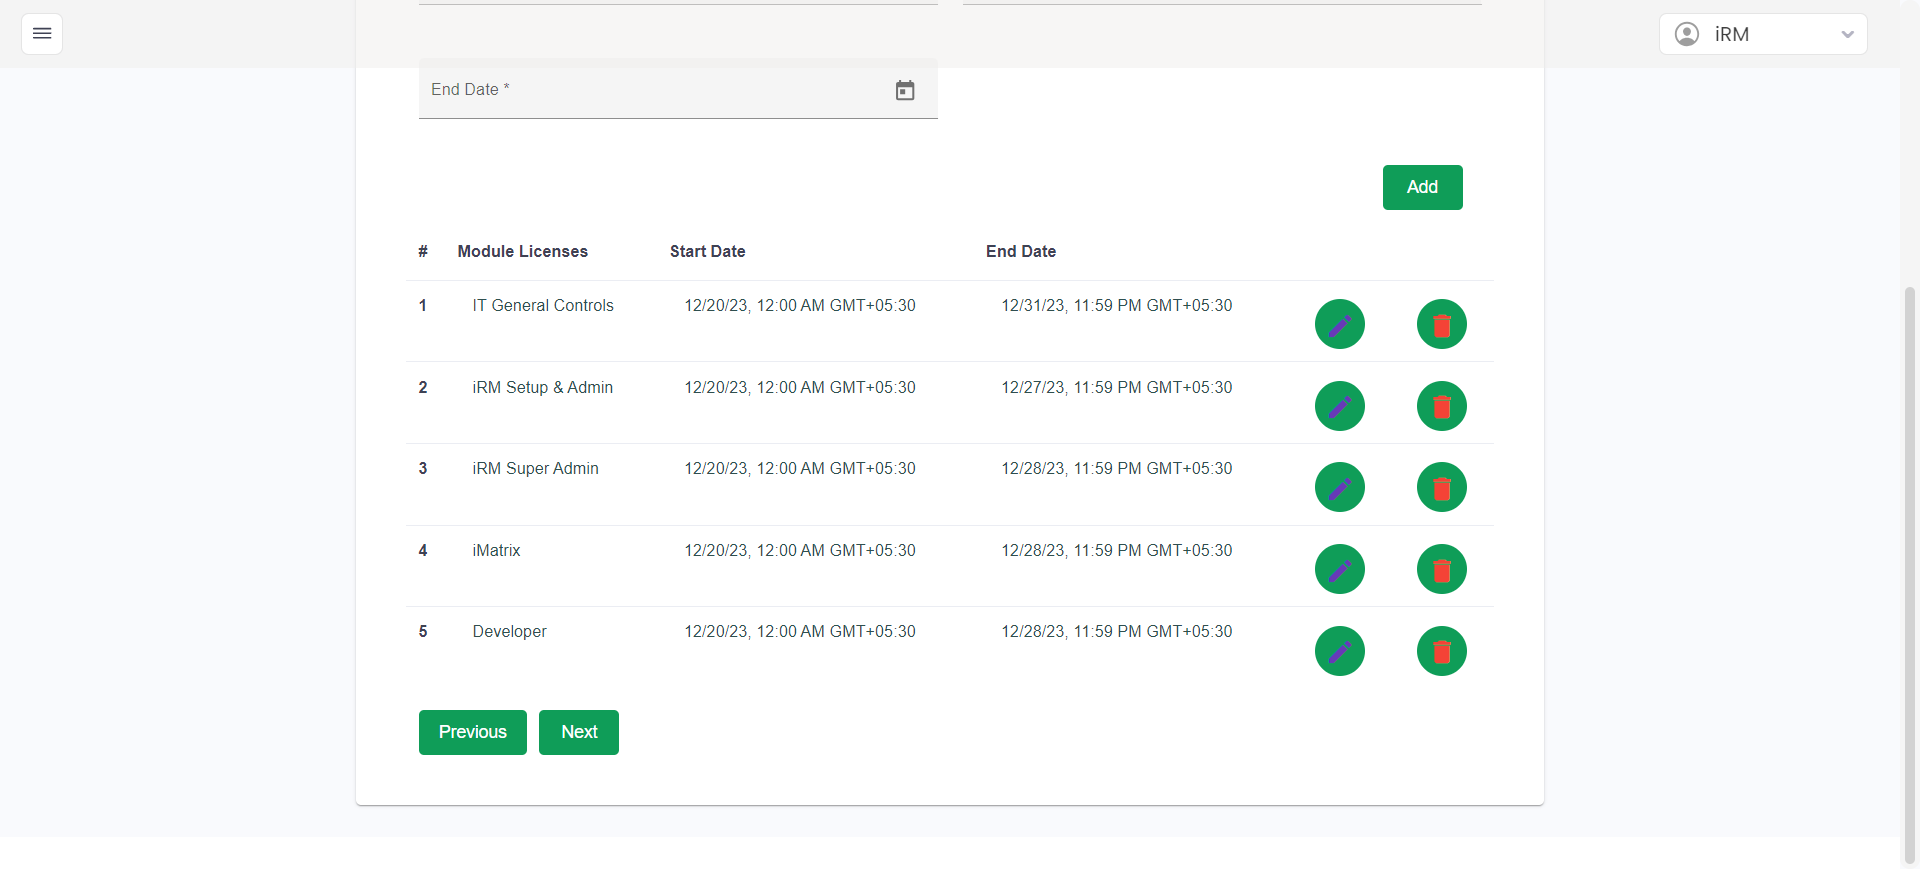 iRM
End Date *
Add
# Module Licenses Start Date End Date
1 IT General Controls 12/20/23, 12:00 AM GMT+05:30 12/31/23, 11:59 PM GMT+05:30
2 iRM Setup & Admin 12/20/23, 12:00 AM GMT+05:30 12/27/23, 11:59 PM GMT+05:30
3 iRM Super Admin 12/20/23, 12:00 AM GMT+05:30 12/28/23, 11:59 PM GMT+05:30
4 iMatrix 12/20/23, 12:00 AM GMT+05:30 12/28/23, 11:59 PM GMT+05:30
5 Developer 12/20/23, 12:00 AM GMT+05:30 12/28/23, 11:59 PM GMT+05:30
Previous Next